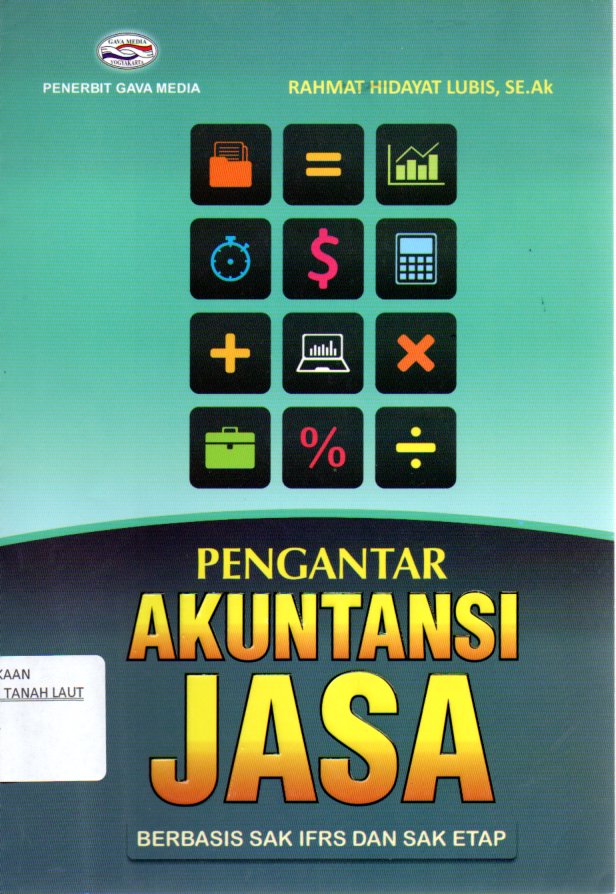 GAVA MEDIA
YOGYAKARTA
PENERBIT GAVA MEDIA
RAHMAT HIDAYAT LUBIS, SE.Ak
=
$
+
×
%
÷
PENGANTAR
AKUNTANSI
JASA
KAAN
TANAH LAUT
BERBASIS SAK IFRS DAN SAK ETAP